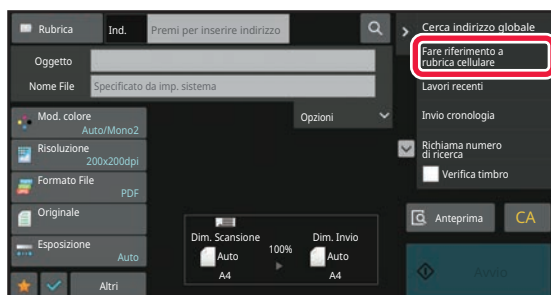 Rubrica
Ind.
Premi per inserire indirizzo
Oggetto
Nome File
Specificato da imp. sistema
Opzioni
Mod. colore
Auto/Mono2
Risoluzione
200x200dpi
Formato File
PDF
Originale
Esposizione
Auto
Altri
Dim. Scansione
Auto
A4
100%
Dim. Invio
Auto
A4
Cerca indirizzo globale
Fare riferimento a
rubrica cellulare
Lavori recenti
Invio cronologia
Richiama numero
di ricerca
Verifica timbro
Anteprima
CA
Avvio